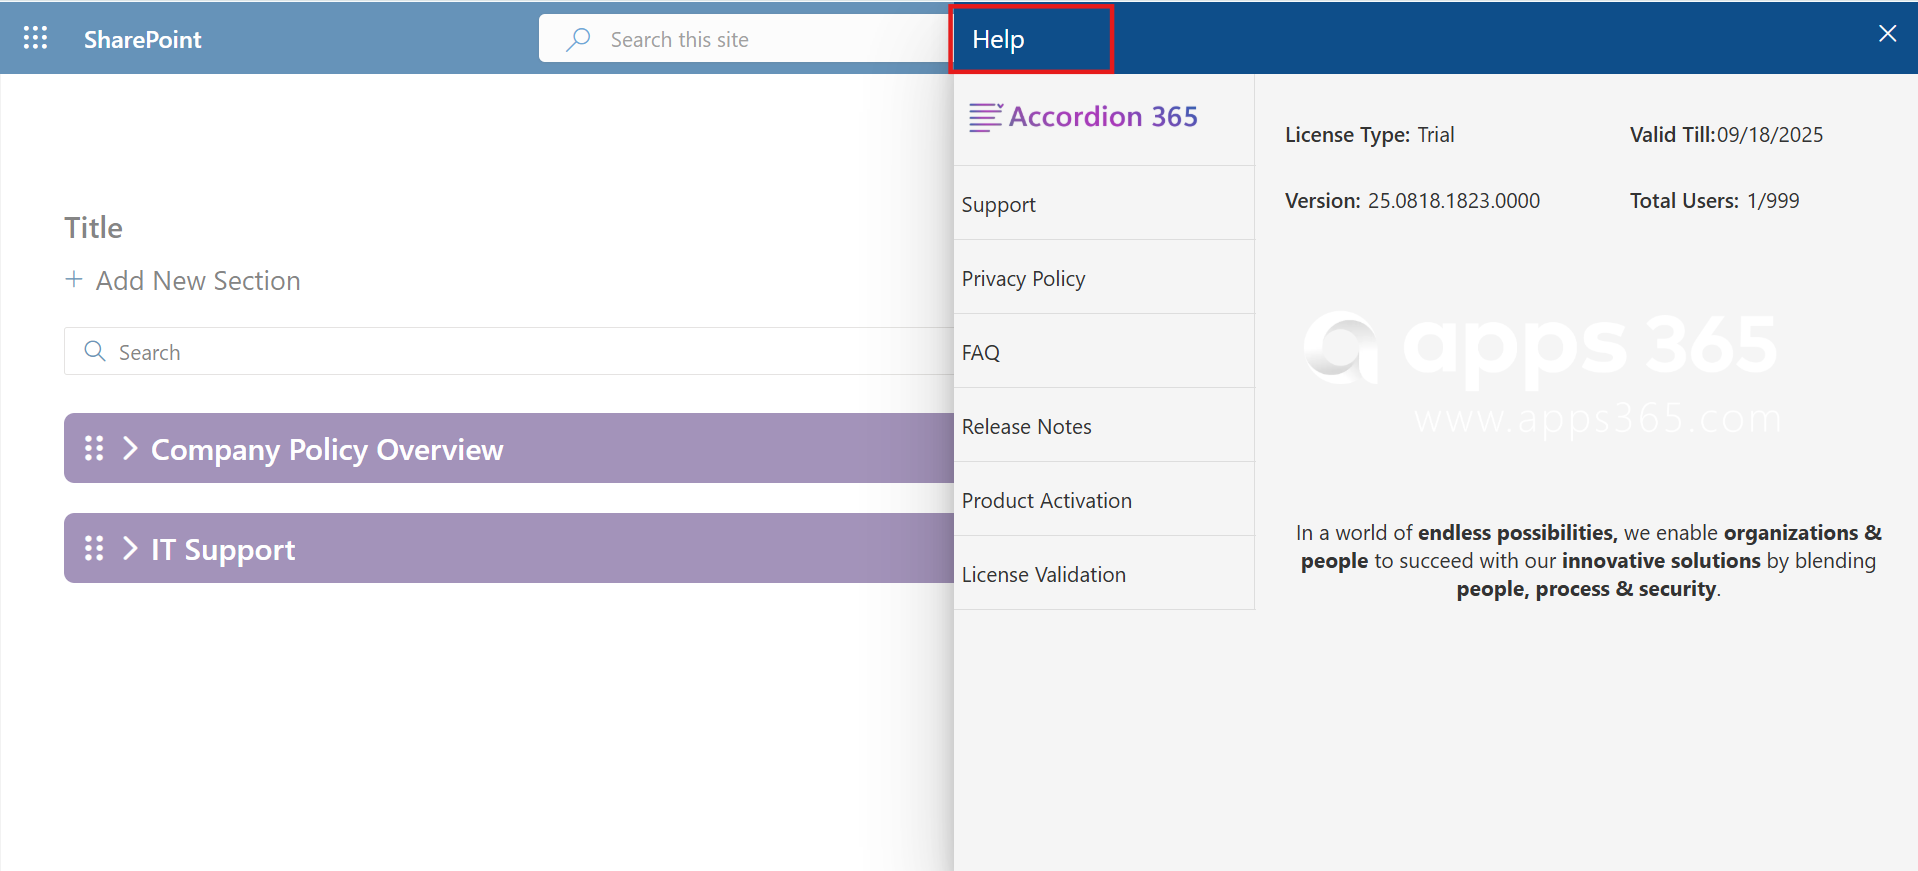 SharePoint
Search this site
Help
Title
+ Add New Section
Search
Company Policy Overview
IT Support
Accordion 365
Support
Privacy Policy
FAQ
Release Notes
Product Activation
License Validation
License Type: Trial
Valid Till:09/18/2025
Version: 25.0818.1823.0000
Total Users: 1/999
apps 365
www.apps365.com
In a world of endless possibilities, we enable organizations &
people to succeed with our innovative solutions by blending
people, process & security.